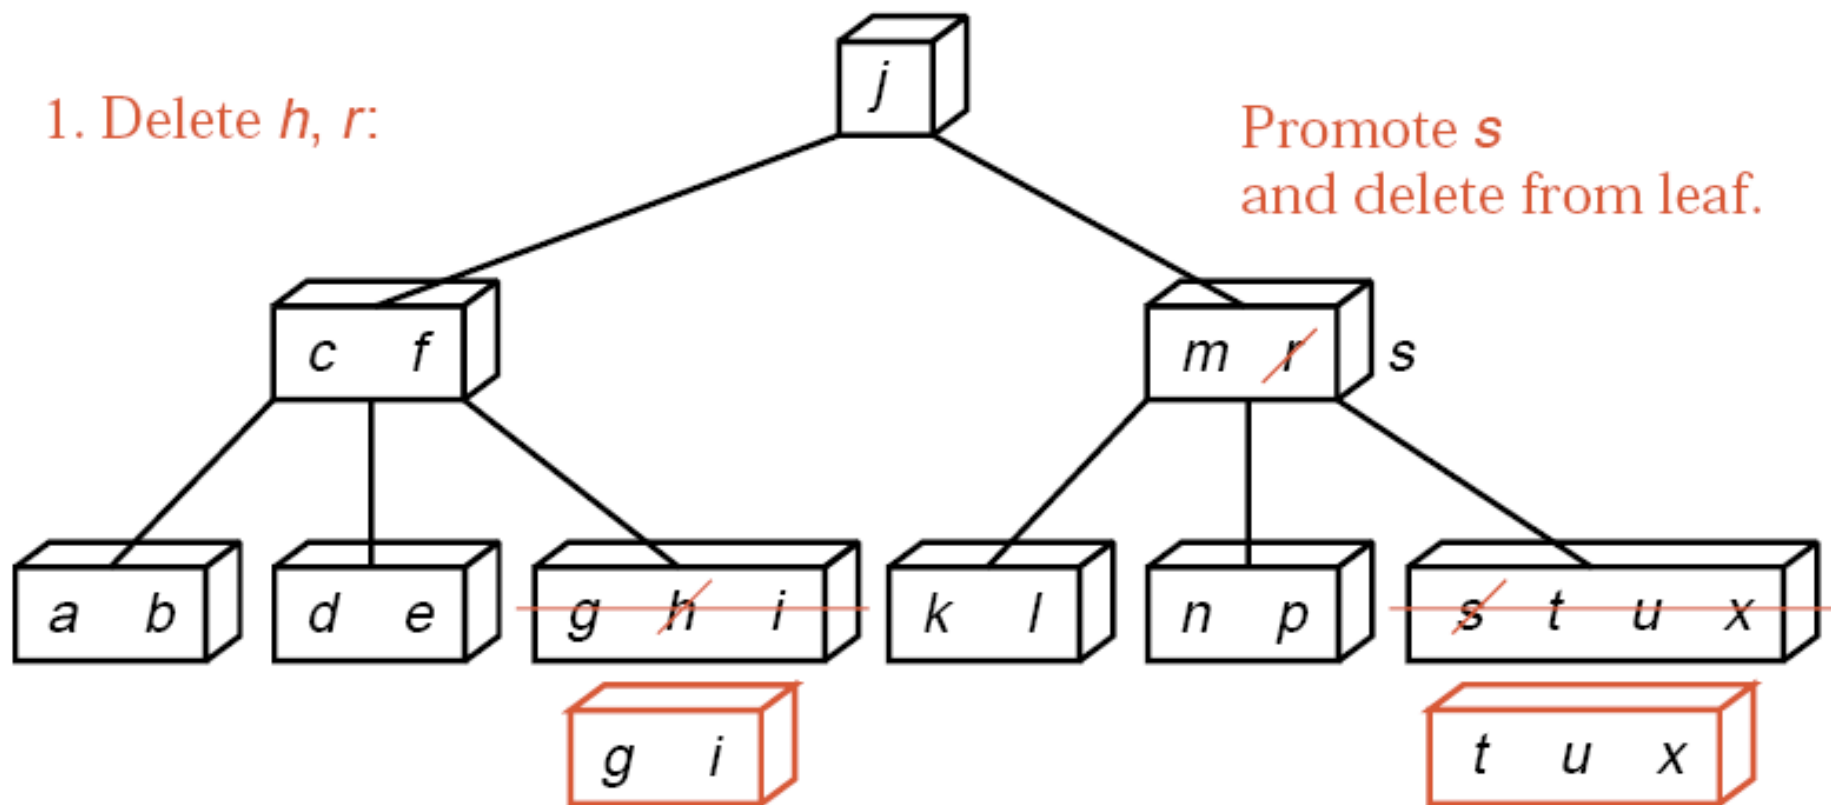 1. Delete h, r:
j
Promote s
and delete from leaf.
c f
m r s
a b
d e
g h i
k l
n p
s t u x
g i
t u x